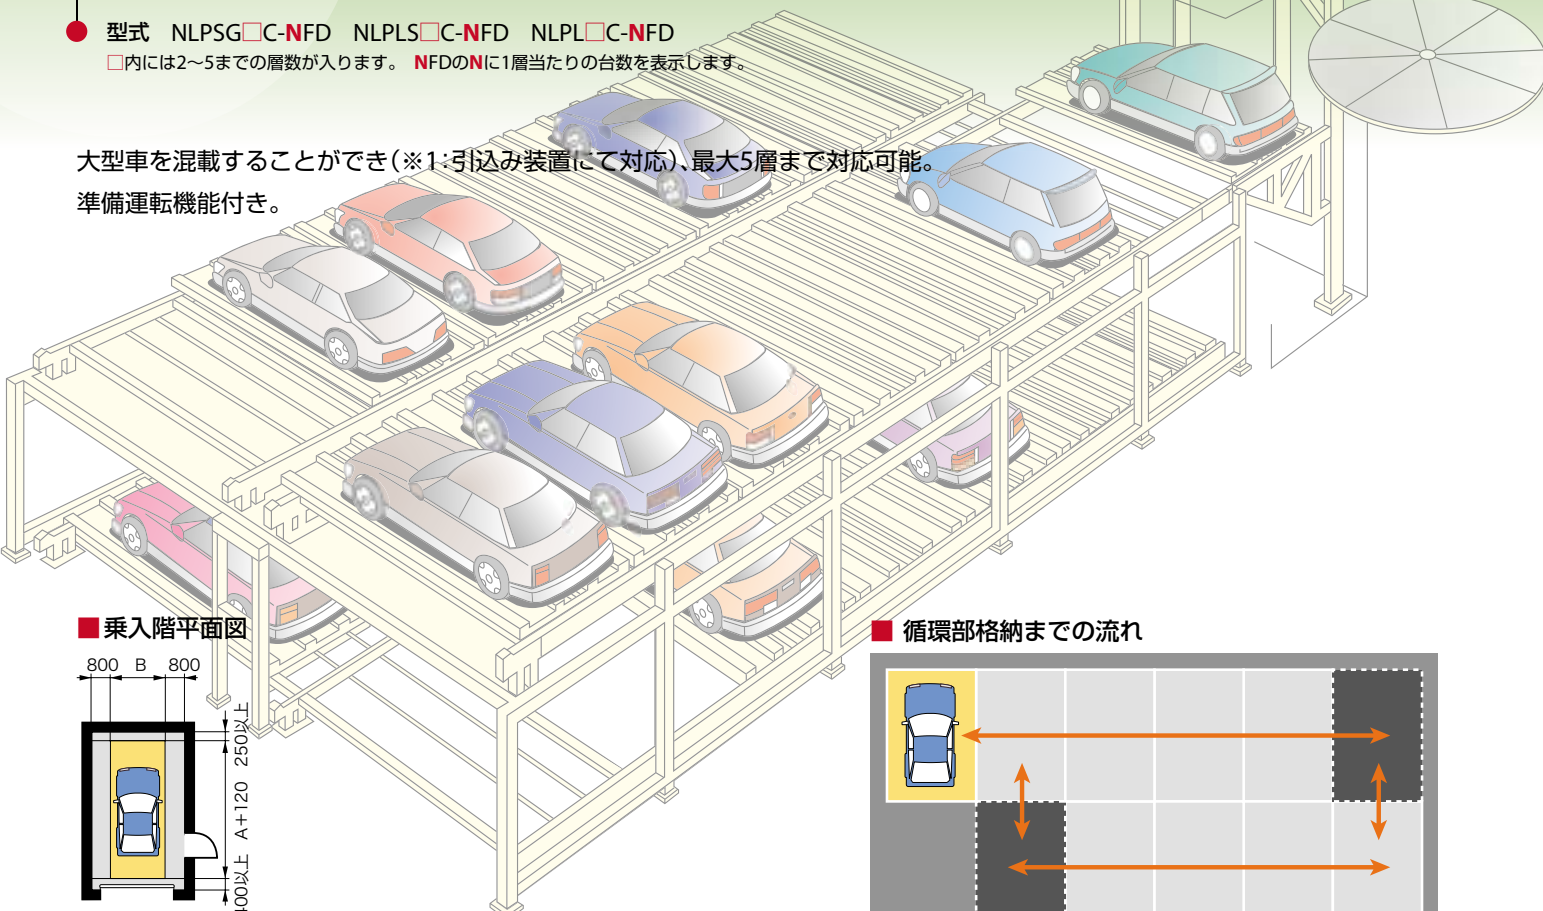 型式 NLPSG□C-NFD NLPLS□C-NFD NLPL□C-NFD
□内には2〜5までの層数が入ります。 NFDのNに1層当たりの台数を表示します。
大型車を混載することができ(※1:引込み装置にて対応)、最大5層まで対応可能。
準備運転機能付き。
■乗入階平面図
800 B 800
250以上
A+120
400以上
■ 循環部格納までの流れ